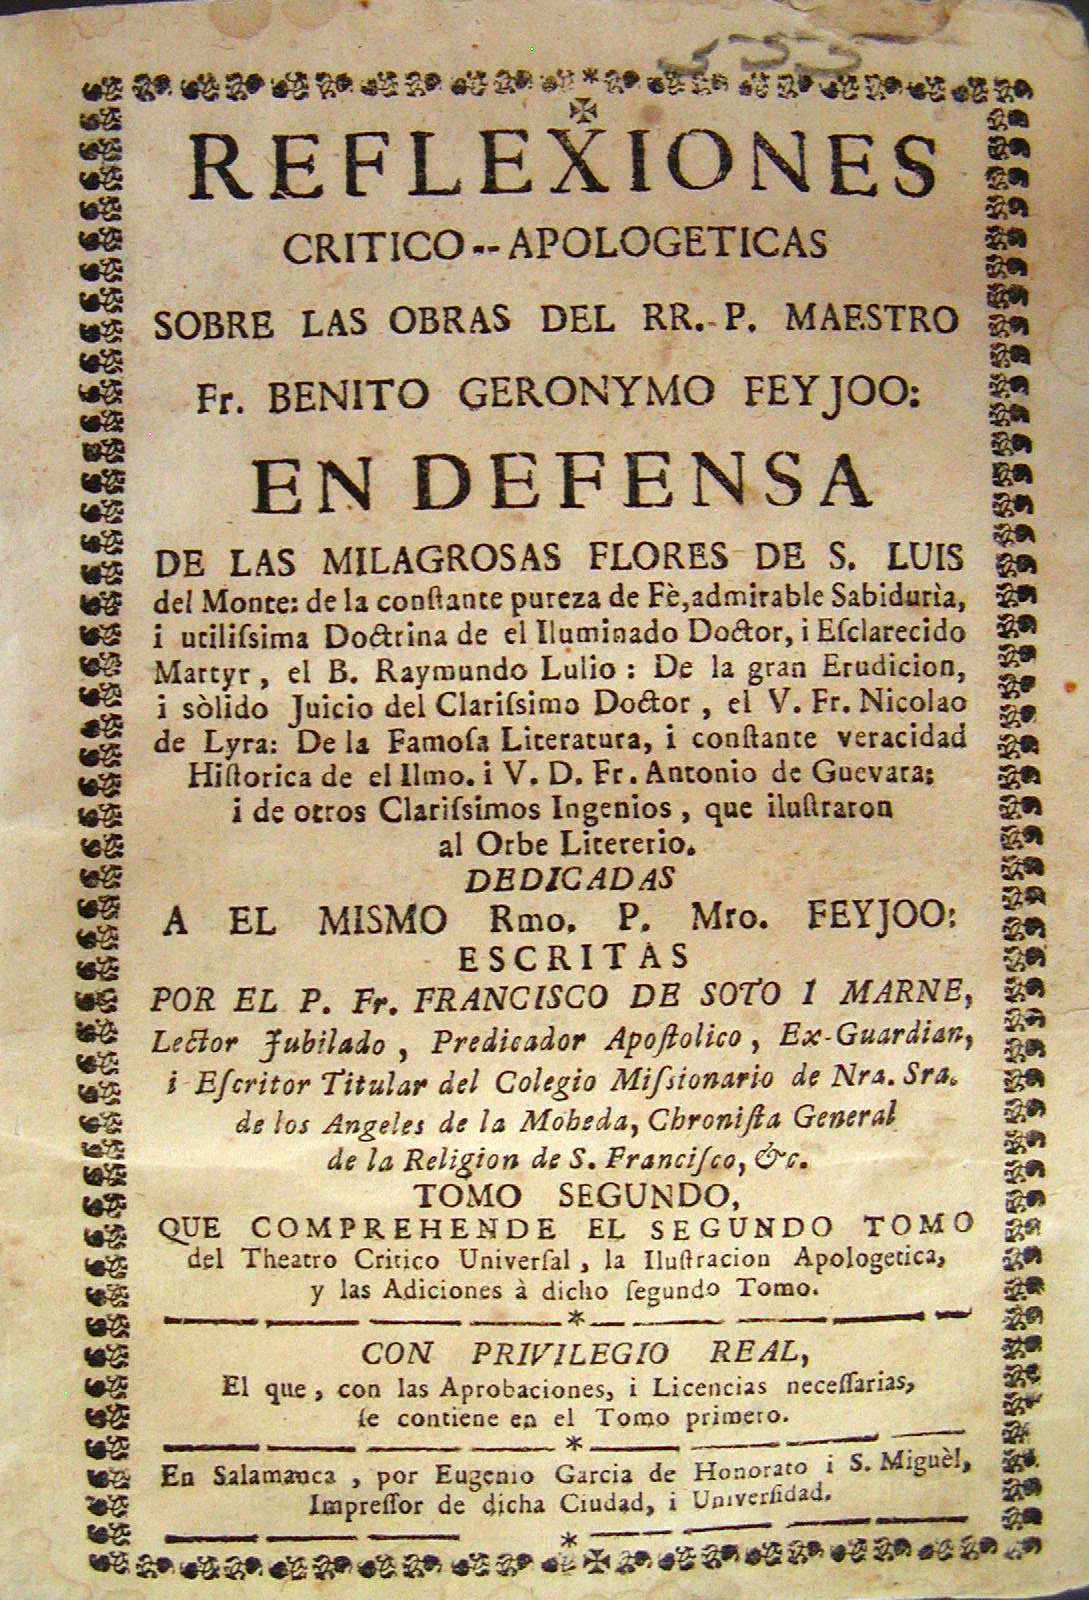 REFLEXIONES
CRITICO--APOLOGETICAS
SOBRE LAS OBRAS DEL RR. P. MAESTRO
Fr. BENITO GERONYMO FEYJOO:
EN DEFENSA
DE LAS MILAGROSAS FLORES DE S. LUIS
del Monte: de la conſtante pureza de Fè, admirable Sabidurìa,
i utiliſsima Doctrina de el Iluminado Doctor, i Eſclarecido
Martyr, el B. Raymundo Lulio: De la gran Erudicion,
i sòlido Juicio del Clariſsimo Doctor, el V. Fr. Nicolao
de Lyra: De la Famoſa Literatura, i conſtante veracidad
Hiſtorica de el Ilmo. i V. D. Fr. Antonio de Guevara;
i de otros Clariſsimos Ingenios, que iluſtraron
al Orbe Litererio.
DEDICADAS
A EL MISMO Rmo. P. Mro. FEYJOO:
ESCRITAS
POR EL P. Fr. FRANCISCO DE SOTO I MARNE,
Lector Jubilado, Predicador Apoſtolico, Ex-Guardian,
i Eſcritor Titular del Colegio Miſsionario de Nra. Sra.
de los Angeles de la Moheda, Chroniſta General
de la Religion de S. Franciſco, &c.
TOMO SEGUNDO,
QUE COMPREHENDE EL SEGUNDO TOMO
del Theatro Critico Univerſal, la Iluſtracion Apologetica,
y las Adiciones à dicho ſegundo Tomo.
CON PRIVILEGIO REAL,
El que, con las Aprobaciones, i Licencias neceſſarias,
ſe contiene en el Tomo primero.
En Salamanca, por Eugenio Garcia de Honorato i S. Miguèl,
Impreſſor de dicha Ciudad, i Univerſidad.